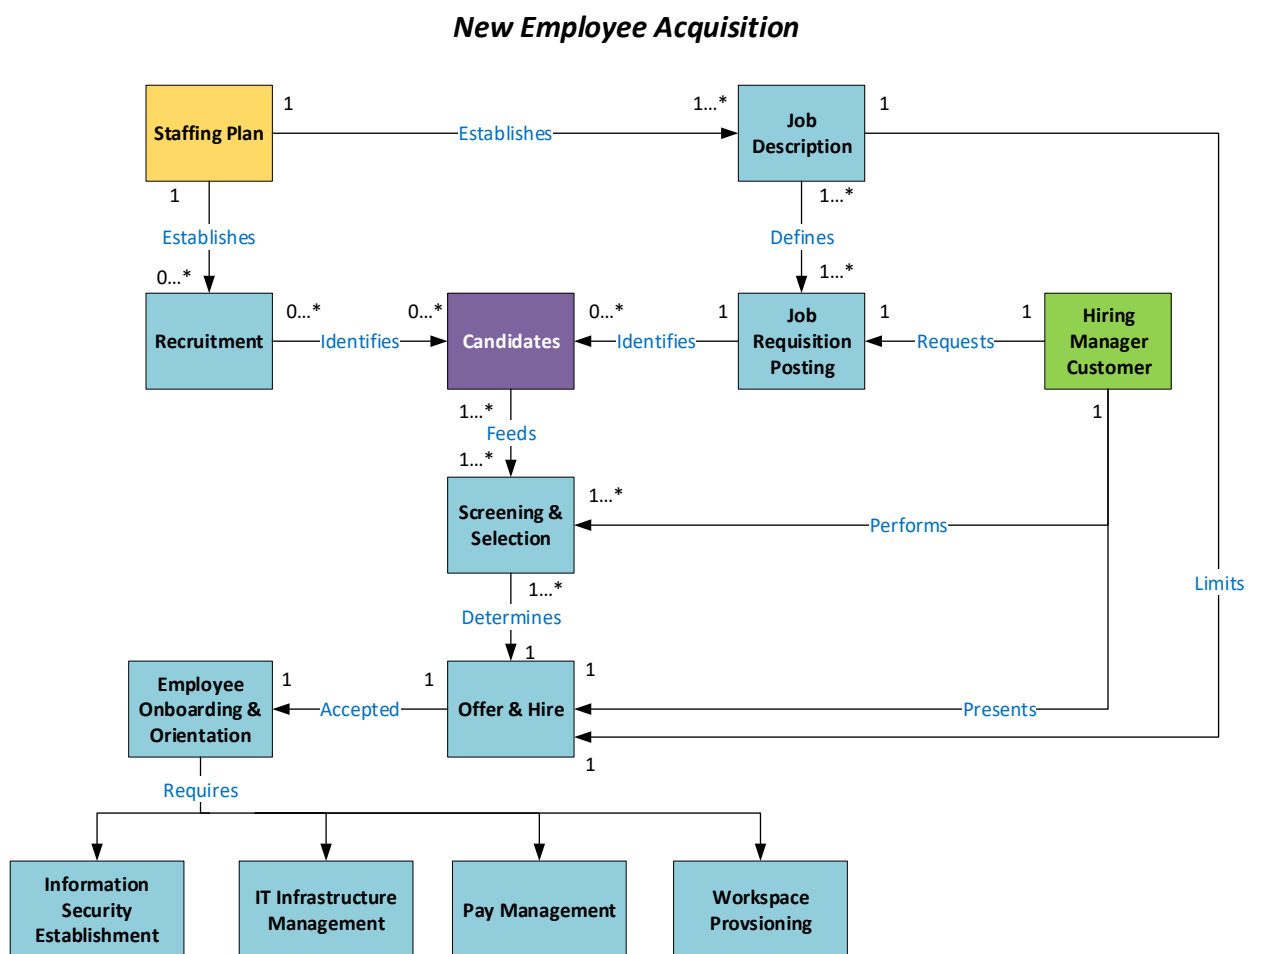 New Employee Acquisition
1
1...*
1
Staffing Plan
Establishes
Job
Description
1
1...*
Establishes
Defines
0...*
1...*
0...*
0...*
0...*
1
1
1
Recruitment
Identifies
Candidates
Identifies
Job
Requisition
Posting
Requests
Hiring
Manager
Customer
1...*
1
Feeds
1...*
1...*
Screening &
Selection
Performs
1...*
Limits
Determines
1
1
1
1
Employee
Onboarding &
Orientation
Accepted
Offer & Hire
Presents
1
Requires
Information
Security
Establishment
IT Infrastructure
Management
Pay Management
Workspace
Provsioning